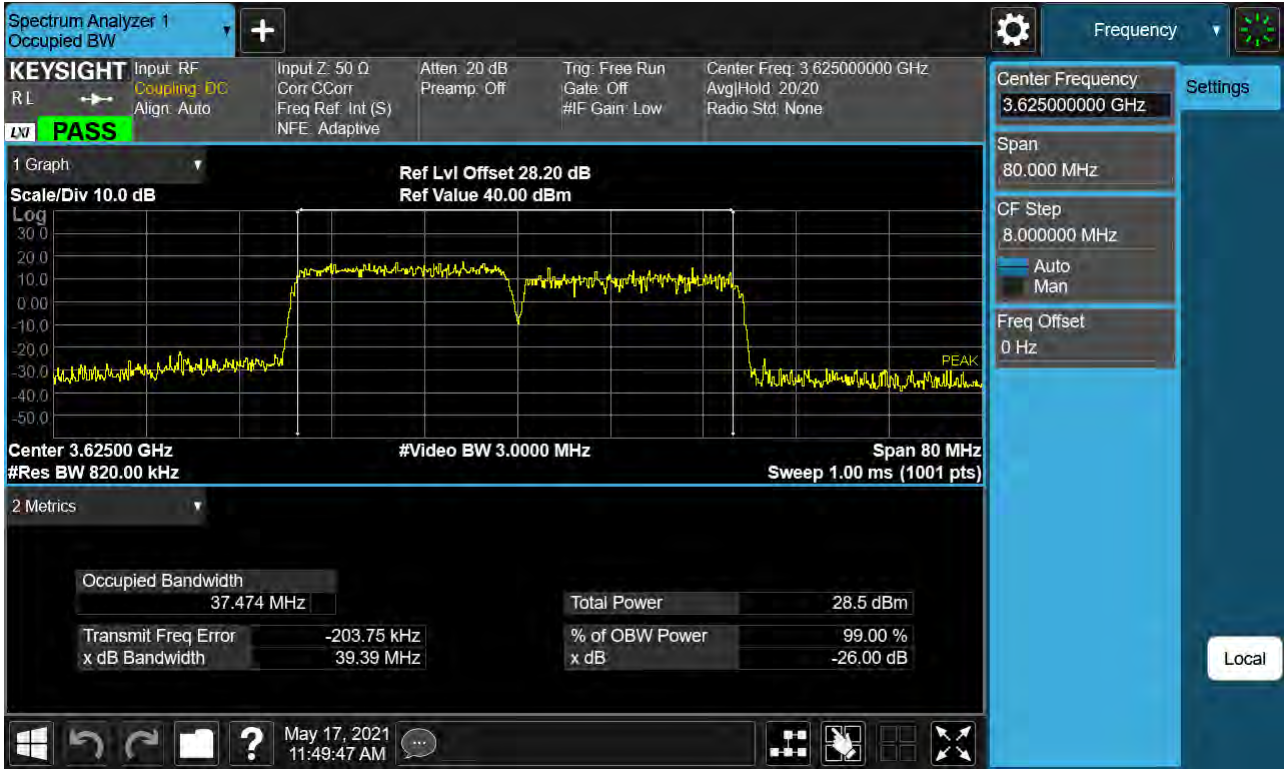 Spectrum Analyzer 1
Occupied BW
Frequency
KEYSIGHT
R L
LXI
PASS
Input: RF
Coupling: DC
Align: Auto
Input Z: 50 Ω
Corr CCorr
Freq Ref: Int (S)
NFE: Adaptive
Atten: 20 dB
Preamp: Off
Trig: Free Run
Gate: Off
#IF Gain: Low
Center Freq: 3.625000000 GHz
Avg|Hold: 20/20
Radio Std: None
1 Graph
Scale/Div 10.0 dB
Ref Lvl Offset 28.20 dB
Ref Value 40.00 dBm
Log
30.0
20.0
10.0
0.00
-10.0
-20.0
-30.0
-40.0
-50.0
PEAK
Center 3.62500 GHz
#Video BW 3.0000 MHz
Span 80 MHz
#Res BW 820.00 kHz
Sweep 1.00 ms (1001 pts)
2 Metrics
Occupied Bandwidth
37.474 MHz
Total Power 28.5 dBm
Transmit Freq Error -203.75 kHz
% of OBW Power 99.00 %
x dB Bandwidth 39.39 MHz
x dB -26.00 dB
Center Frequency
3.625000000 GHz
Settings
Span
80.000 MHz
CF Step
8.000000 MHz
Auto
Man
Freq Offset
0 Hz
Local
?
May 17, 2021
11:49:47 AM